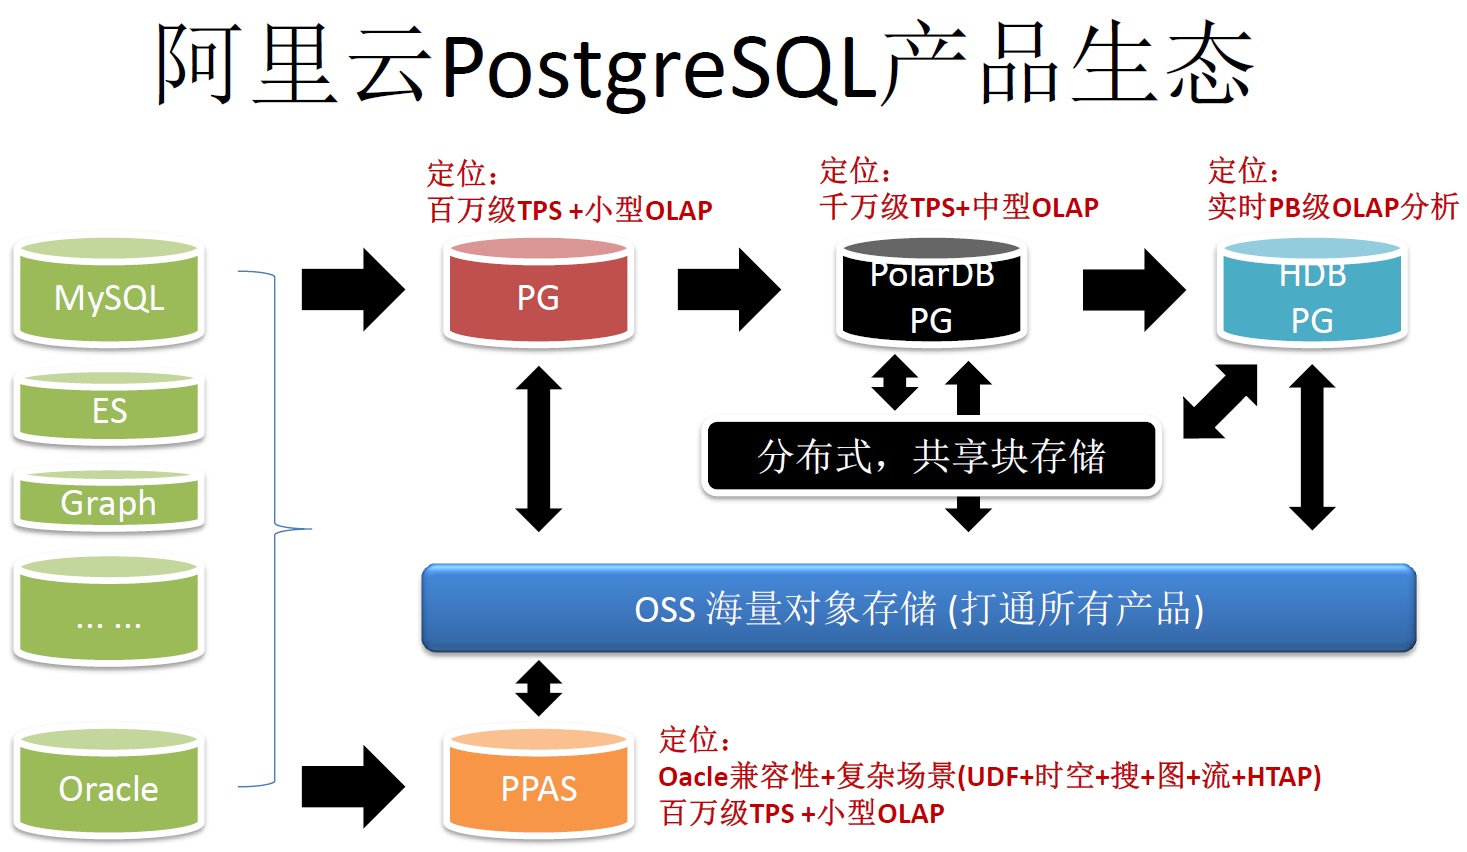 阿里云PostgreSQL产品生态
定位：
百万级TPS +小型OLAP
定位：
千万级TPS+中型OLAP
定位：
实时PB级OLAP分析
MySQL
PG
PolarDB
PG
HDB
PG
ES
分布式，共享块存储
Graph
... ...
OSS 海量对象存储 (打通所有产品)
Oracle
PPAS
定位：
Oacle兼容性+复杂场景(UDF+时空+搜+图+流+HTAP)
百万级TPS +小型OLAP